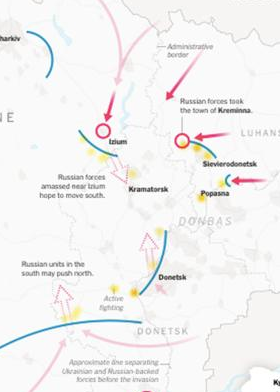 harkiv
Administrative
border
Russian forces took
the town of Kreminna.
NE
LUHANS
Izium
Sievierodonetsk
Russian forces
amassed near Izium
hope to move south.
Kramatorsk
Popasna
DONBAS
Russian units in the
south may push north.
Donetsk
Active
fighting
DONETSK
Approximate line separating
Ukrainian and Russian-backed
forces before the invasion